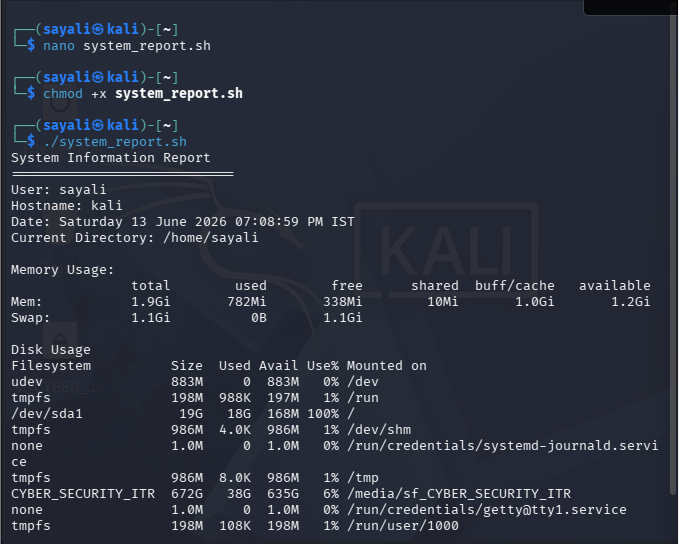 ┌──(sayali㉿kali)-[~]
└─$ nano system_report.sh
┌──(sayali㉿kali)-[~]
└─$ chmod +x system_report.sh
┌──(sayali㉿kali)-[~]
└─$ ./system_report.sh
System Information Report
============================
User: sayali
Hostname: kali
Date: Saturday 13 June 2026 07:08:59 PM IST
Current Directory: /home/sayali
Memory Usage:
               total        used        free      shared  buff/cache   available
Mem:           1.9Gi       782Mi       338Mi        10Mi       1.0Gi       1.2Gi
Swap:          1.1Gi          0B       1.1Gi
Disk Usage
Filesystem          Size  Used Avail Use% Mounted on
udev                883M     0  883M   0% /dev
tmpfs               198M  988K  197M   1% /run
/dev/sda1            19G   18G  168M 100% /
tmpfs               986M  4.0K  986M   1% /dev/shm
none                1.0M     0  1.0M   0% /run/credentials/systemd-journald.servi
ce
tmpfs               986M  8.0K  986M   1% /tmp
CYBER_SECURITY_ITR  672G   38G  635G   6% /media/sf_CYBER_SECURITY_ITR
none                1.0M     0  1.0M   0% /run/credentials/getty@tty1.service
tmpfs               198M  108K  198M   1% /run/user/1000
KALI